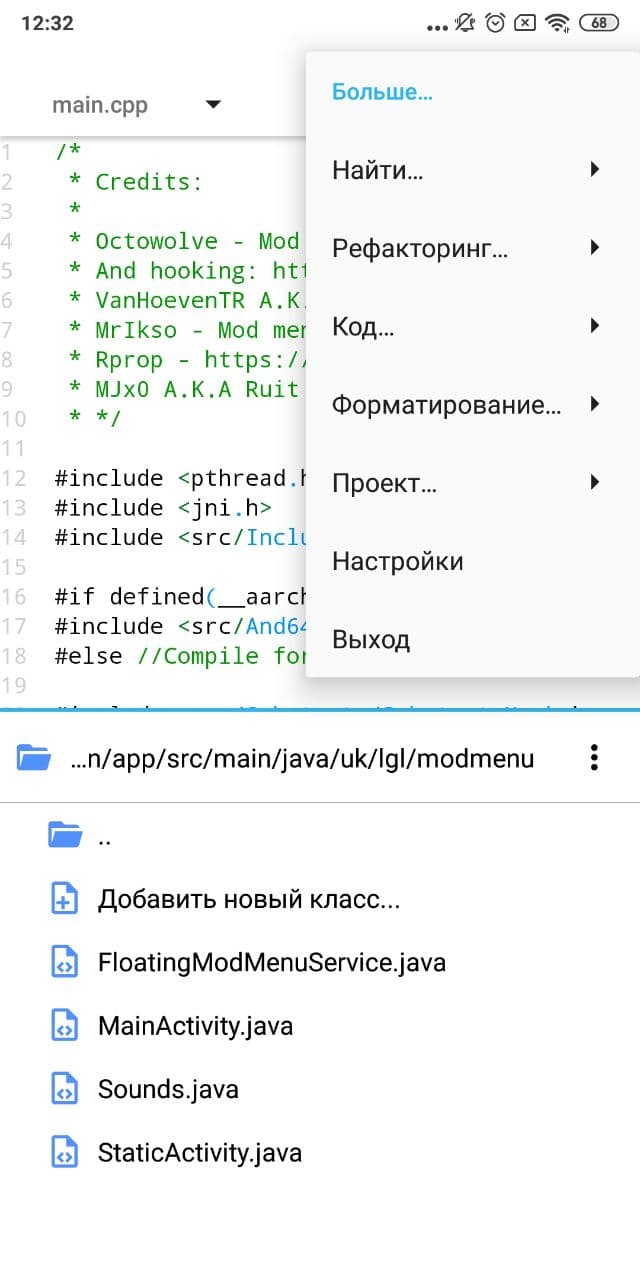 12:32
68
main.cpp
Больше...
Найти...
Рефакторинг...
Код...
Форматирование...
Проект...
Настройки
Выход
1 /*
2 * Credits:
3 *
4 * Octowolve - Mod
5 * And hooking:
6 * VanHoevenTR A.K.
7 * MrIkso - Mod
8 * Rprop - https:/
9 * MJx0 A.K.A Ruit
10 * */
11
12 #include <pthread.h
13 #include <jni.h>
14 #include <src/Inclu
15
16 #if defined(__aarch
17 #include <src/And64
18 #else //Compile for
19
...n/app/src/main/java/uk/lgl/modmenu
..
Добавить новый класс...
FloatingModMenuService.java
MainActivity.java
Sounds.java
StaticActivity.java